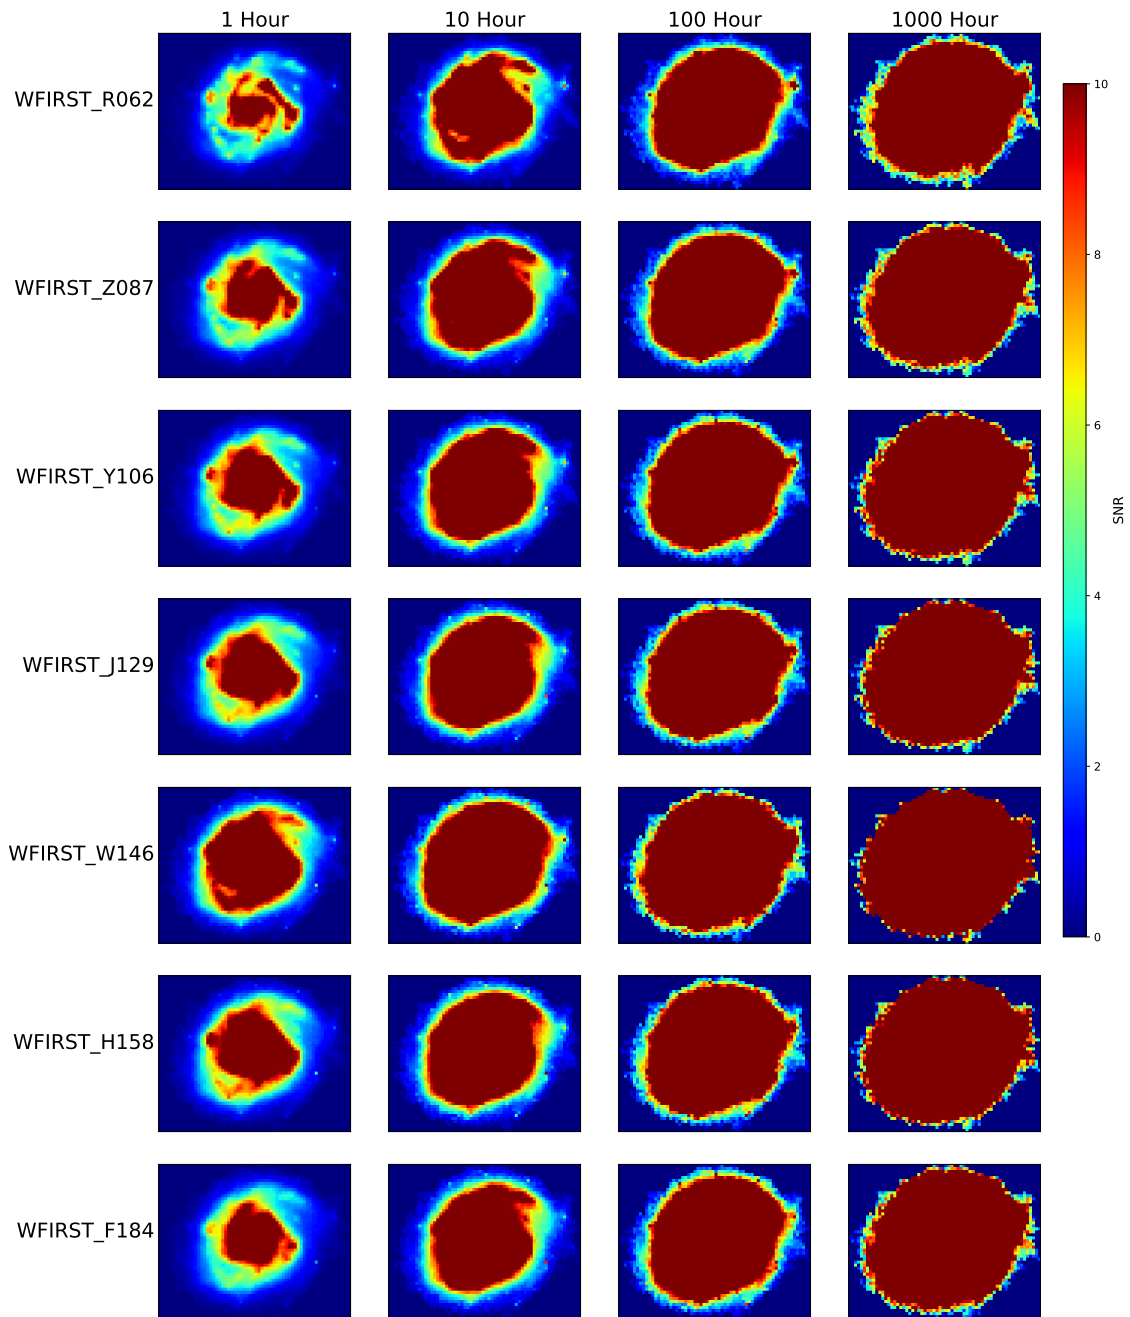 1 Hour
10 Hour
100 Hour
1000 Hour
WFIRST_R062
WFIRST_Z087
WFIRST_Y106
WFIRST_J129
WFIRST_W146
WFIRST_H158
WFIRST_F184
10
8
6
4
2
0
SNR